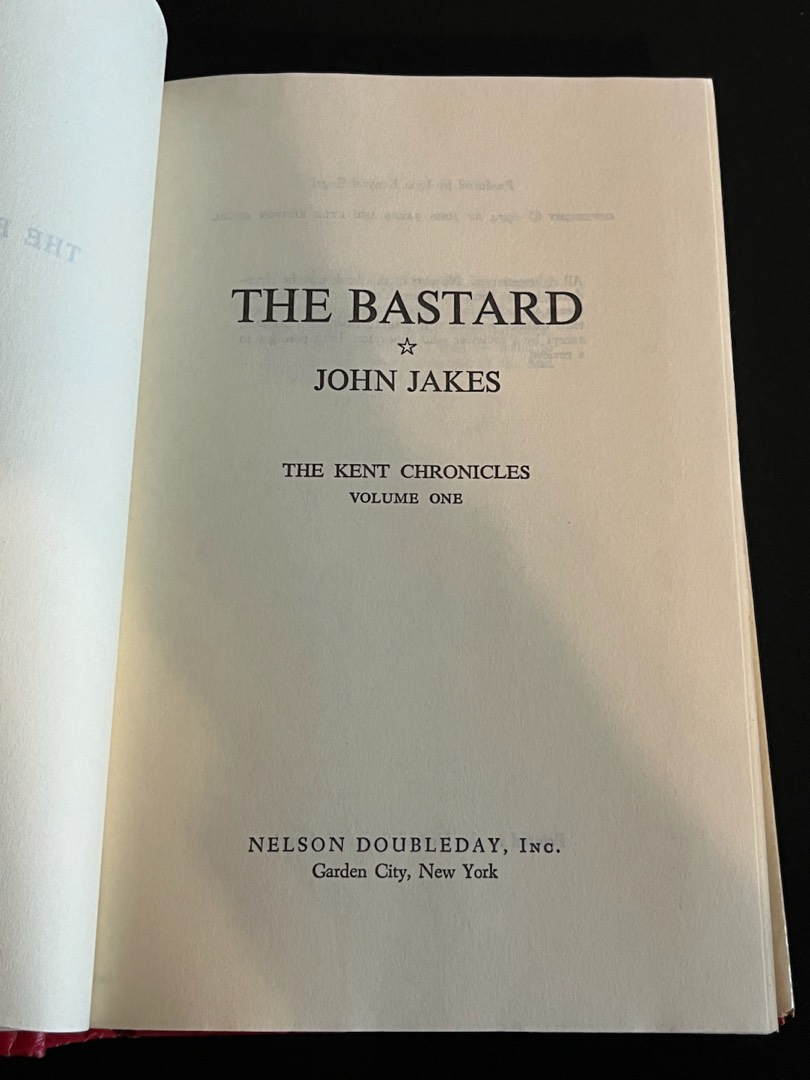 THE BASTARD
☆
JOHN JAKES
THE KENT CHRONICLES
VOLUME ONE
NELSON DOUBLEDAY, INC.
Garden City, New York